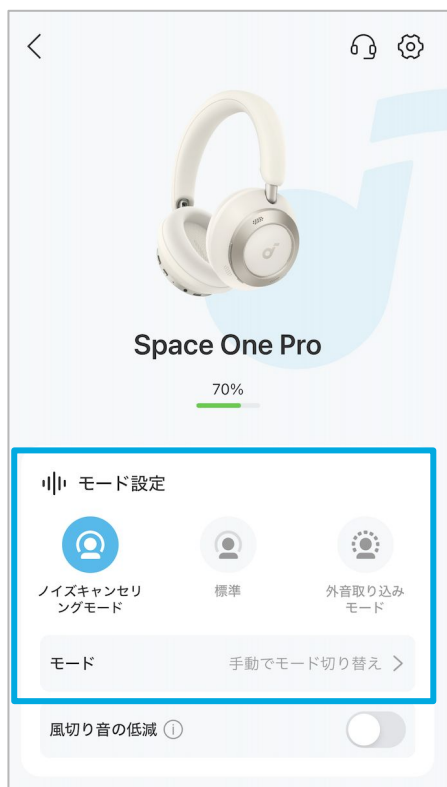 Space One Pro
70%
モード設定
ノイズキャンセリ
ングモード
標準
外音取り込み
モード
モード
手動でモード切り替え
風切り音の低減